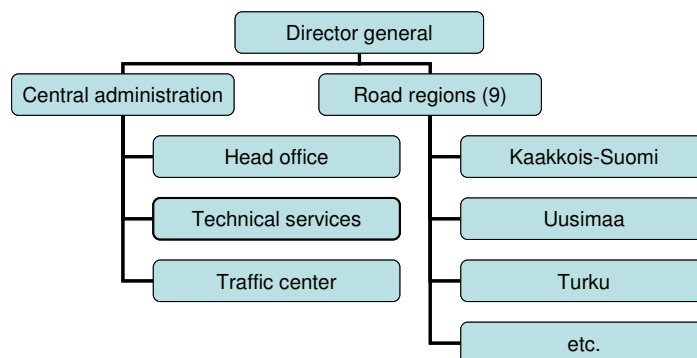 Director general
Central administration
Road regions (9)
Head office
Kaakkois-Suomi
Technical services
Uusimaa
Traffic center
Turku
etc.